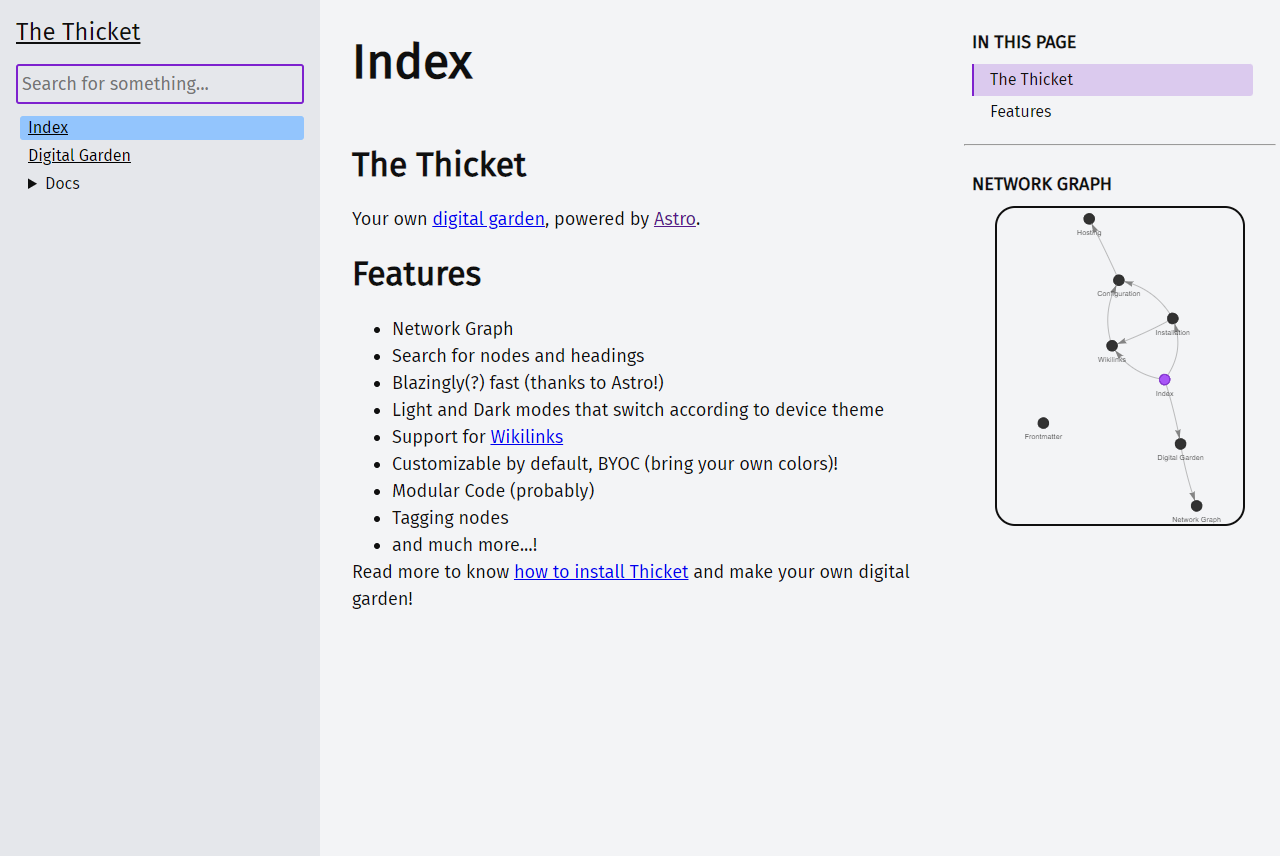 The Thicket
Search for something...
Index
Digital Garden
Docs
Index
The Thicket
Your own digital garden, powered by Astro.
Features
Network Graph
Search for nodes and headings
Blazingly(?) fast (thanks to Astro!)
Light and Dark modes that switch according to device theme
Support for Wikilinks
Customizable by default, BYOC (bring your own colors)!
Modular Code (probably)
Tagging nodes
and much more...!
Read more to know how to install Thicket and make your own digital
garden!
IN THIS PAGE
The Thicket
Features
NETWORK GRAPH
Hosting
Configuration
Installation
Wikilinks
Index
Frontmatter
Digital Garden
Network Graph